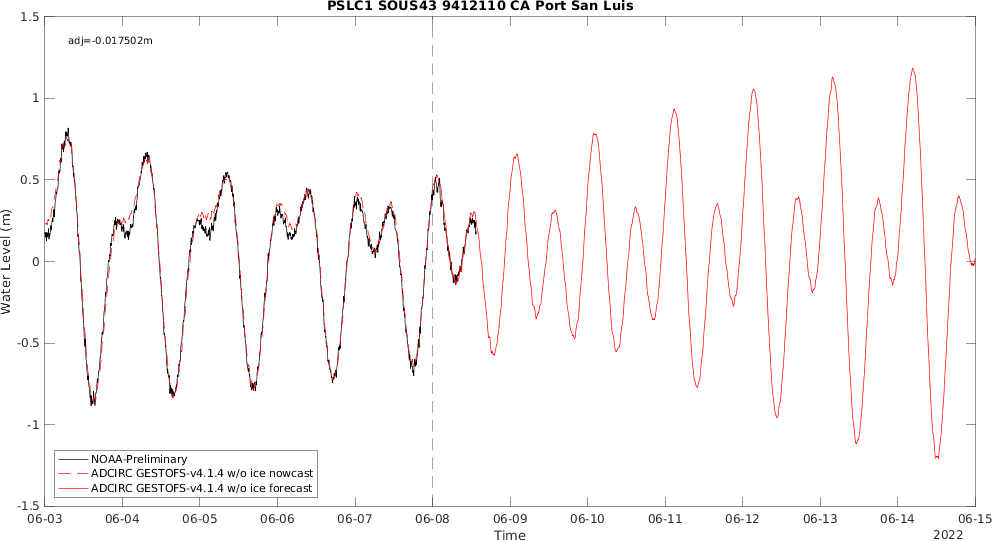 PSLC1 SOUS43 9412110 CA Port San Luis
adj=-0.017502m
1.5
1
0.5
0
-0.5
-1
-1.5
Water Level (m)
NOAA-Preliminary
ADCIRC GESTOFS-v4.1.4 w/o ice nowcast
ADCIRC GESTOFS-v4.1.4 w/o ice forecast
06-03 06-04 06-05 06-06 06-07 06-08 06-09 06-10 06-11 06-12 06-13 06-14 06-15
Time
2022